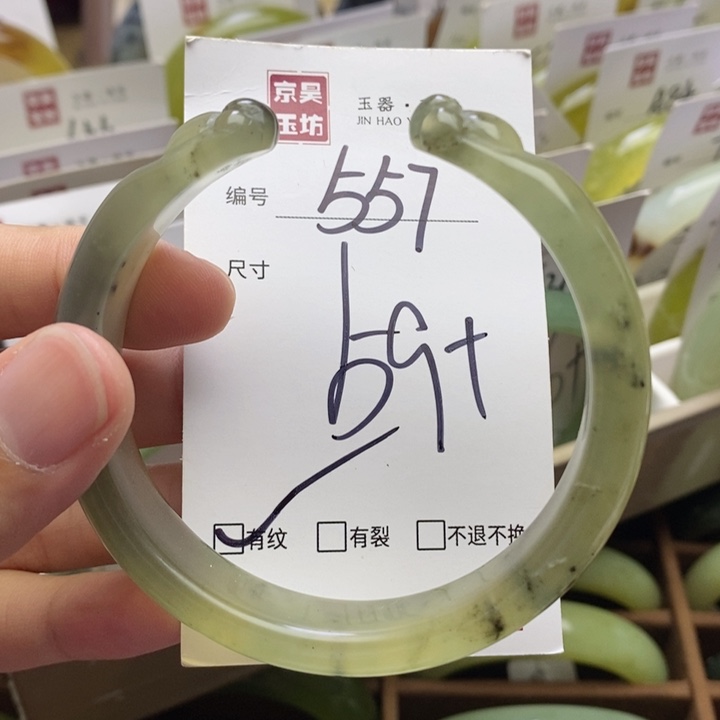 京昊
玉坊
玉器·
JIN HAO Y
编号 557
尺寸
59+
有纹 有裂 不退不换